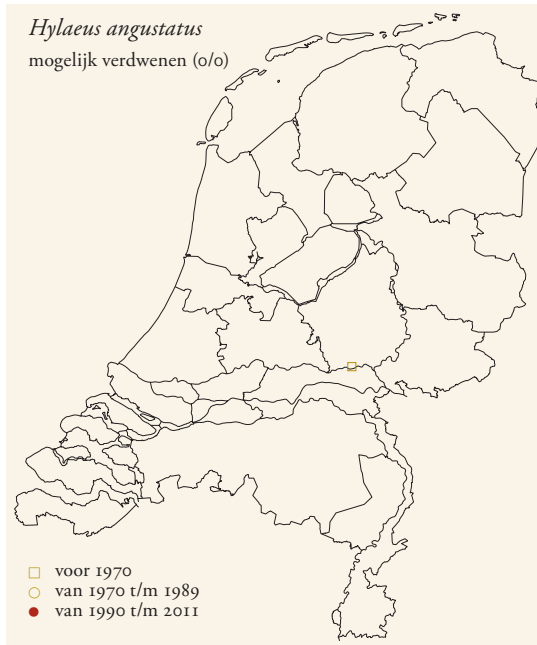 Hylaeus angustatus
mogelijk verdwenen (0/0)
voor 1970
van 1970 t/m 1989
van 1990 t/m 2011